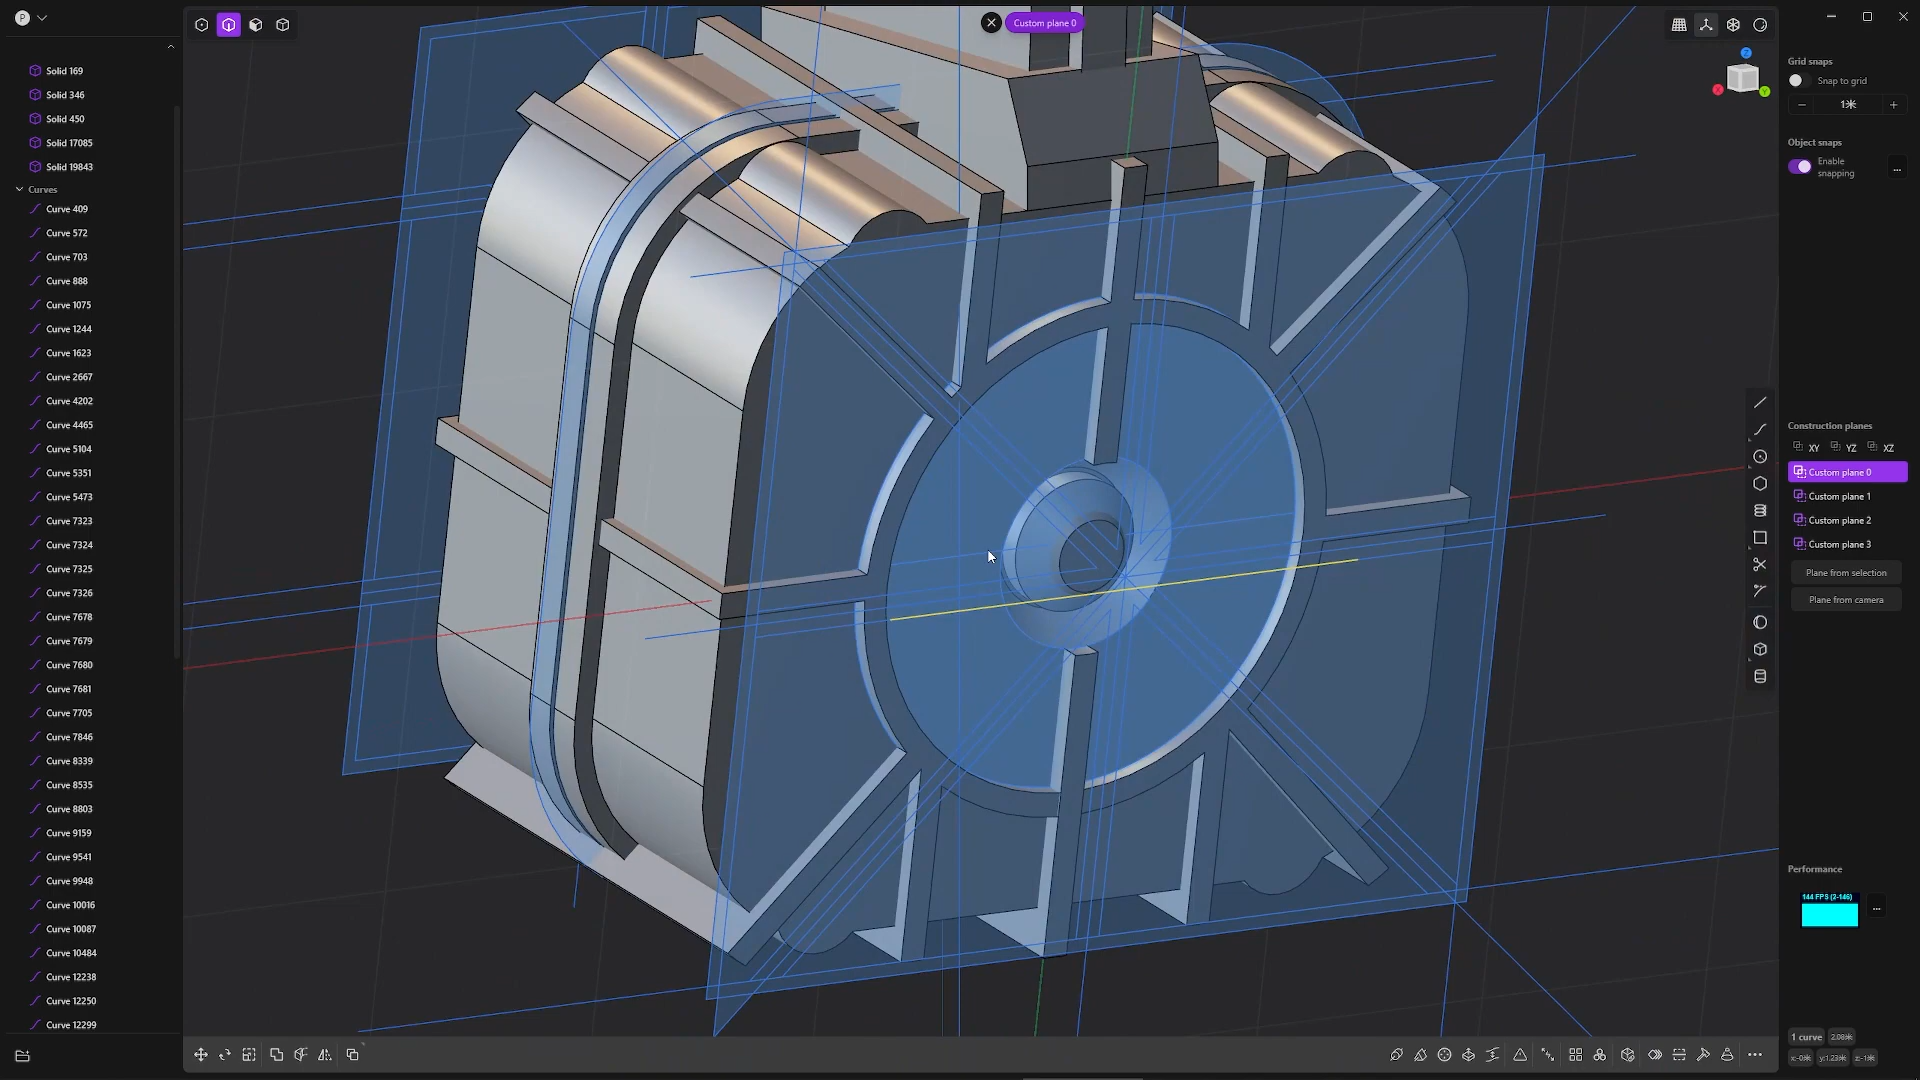 P
Solid 169
Solid 346
Solid 450
Solid 17085
Solid 19843
Curves
Curve 409
Curve 572
Curve 703
Curve 888
Curve 1075
Curve 1244
Curve 1623
Curve 2667
Curve 4202
Curve 4465
Curve 5104
Curve 5351
Curve 5473
Curve 7323
Curve 7324
Curve 7325
Curve 7326
Curve 7678
Curve 7679
Curve 7680
Curve 7681
Curve 7705
Curve 7846
Curve 8339
Curve 8535
Curve 8803
Curve 9159
Curve 9541
Curve 9948
Curve 10016
Curve 10087
Curve 10484
Curve 12238
Curve 12250
Curve 12299
Custom plane 0
Z
X
Y
Grid snaps
Snap to grid
Object snaps
Enable
snapping
Construction planes
XY YZ XZ
Custom plane 0
Custom plane 1
Custom plane 2
Custom plane 3
Plane from selection
Plane from camera
Performance
144 FPS (2-146)
1 curve